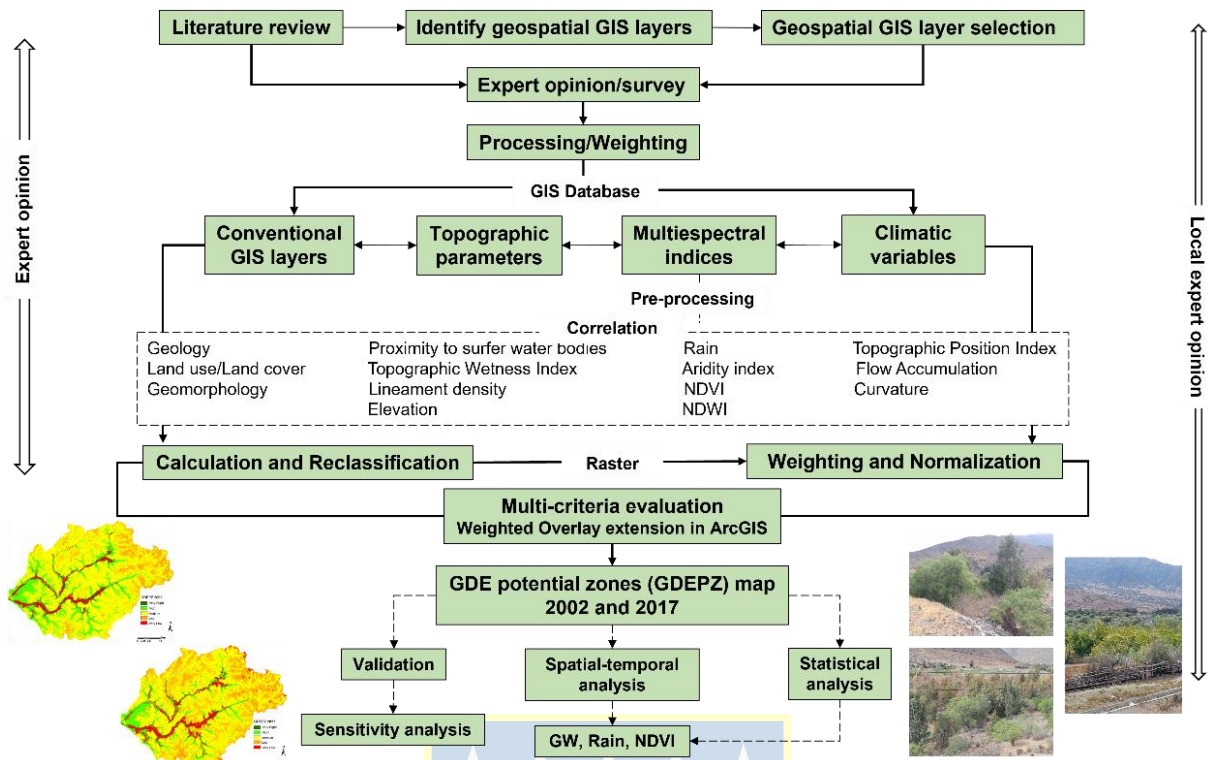 Literature review
Identify geospatial GIS layers
Geospatial GIS layer selection
Expert opinion/survey
Processing/Weighting
GIS Database
Expert opinion
Local expert opinion
Conventional
GIS layers
Topographic
parameters
Multiespectral
indices
Climatic
variables
Pre-processing
Correlation
Geology
Land use/Land cover
Geomorphology
Proximity to surfer water bodies
Topographic Wetness Index
Lineament density
Elevation
Rain
Aridity index
NDVI
NDWI
Topographic Position Index
Flow Accumulation
Curvature
Calculation and Reclassification
Raster
Weighting and Normalization
Multi-criteria evaluation
Weighted Overlay extension in ArcGIS
GDE potential zones (GDEPZ) map
2002 and 2017
Validation
Spatial-temporal
analysis
Statistical
analysis
Sensitivity analysis
GW, Rain, NDVI